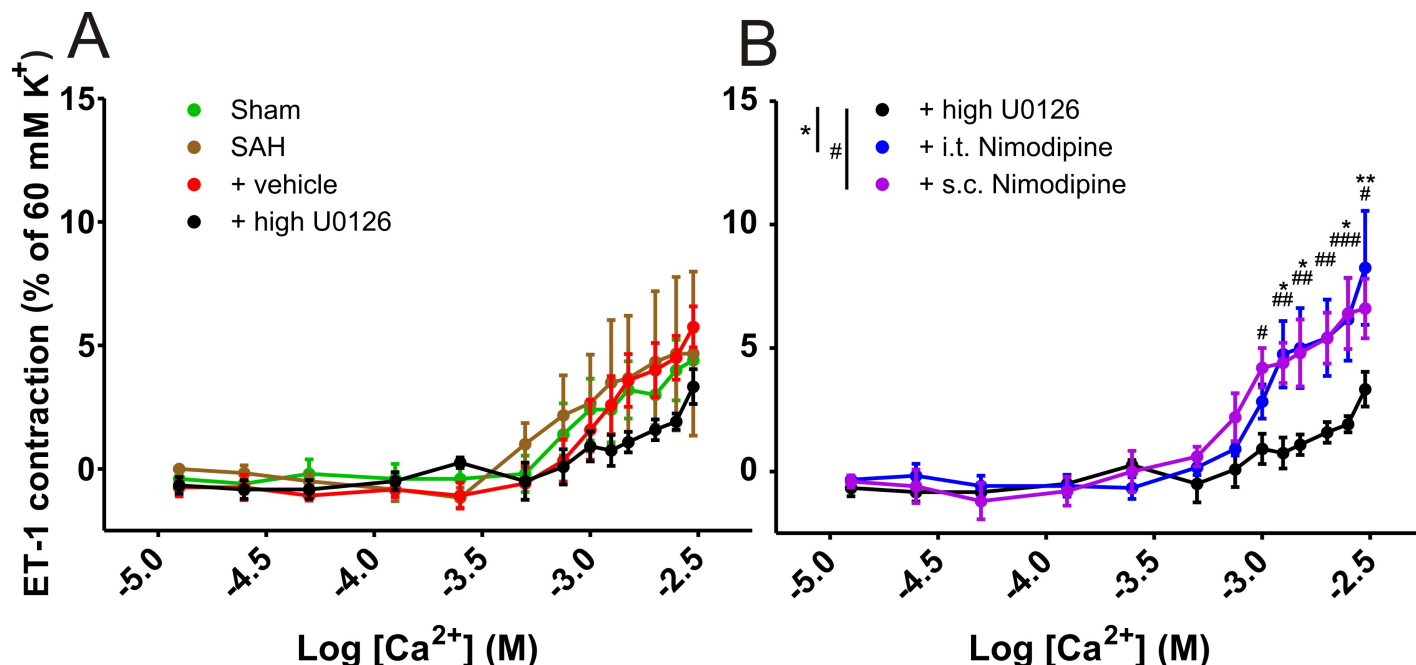 A
B
ET-1 contraction (% of 60 mM K+)
15
10
5
0
Sham
SAH
+ vehicle
+ high U0126
-5.0
-4.5
-4.0
-3.5
-3.0
-2.5
Log [Ca2+] (M)
15
10
5
0
* #
+ high U0126
+ i.t. Nimodipine
+ s.c. Nimodipine
#
*
##
*
##
##
*
###
**
#
-5.0
-4.5
-4.0
-3.5
-3.0
-2.5
Log [Ca2+] (M)